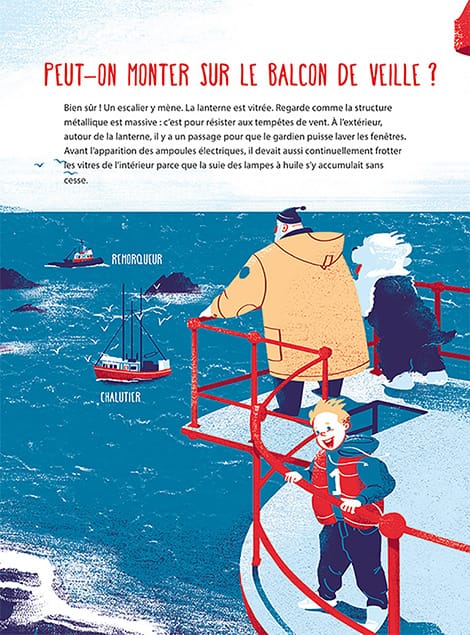 PEUT-ON MONTER SUR LE BALCON DE VEILLE ?
Bien sûr ! Un escalier y mène. La lanterne est vitrée. Regarde comme la structure
métallique est massive : c'est pour résister aux tempêtes de vent. À l'extérieur,
autour de la lanterne, il y a un passage pour que le gardien puisse laver les fenêtres.
Avant l'apparition des ampoules électriques, il devait aussi continuellement frotter
les vitres de l'intérieur parce que la suie des lampes à huile s'y accumulait sans
cesse.
REMORQUEUR
CHALUTIER
1